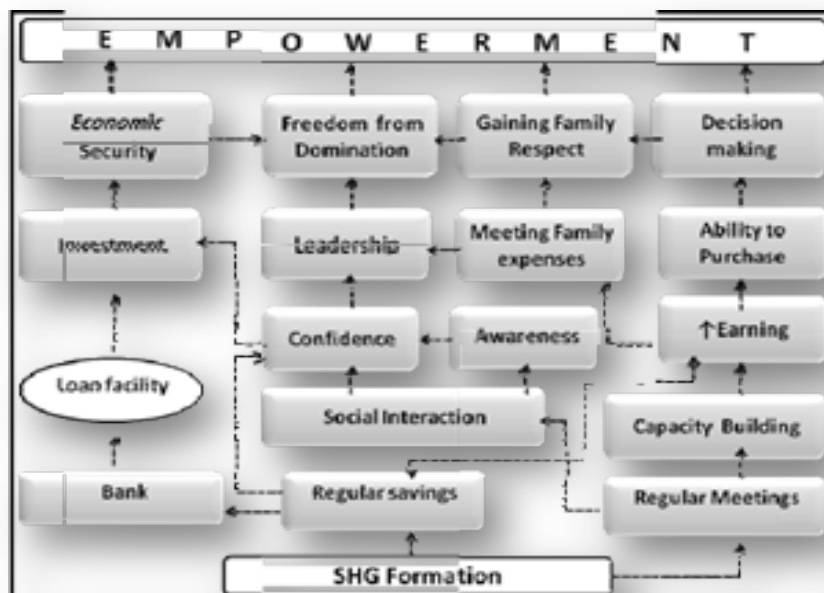 EMPOWERMENT
Economic
Security
Freedom from
Domination
Gaining Family
Respect
Decision
making
Investment.
Leadership
Meeting Family
expenses
Ability to
Purchase
Confidence
Awareness
↑Earning
Loan facility
Social Interaction
Capacity Building
Bank
Regular savings
Regular Meetings
SHG Formation